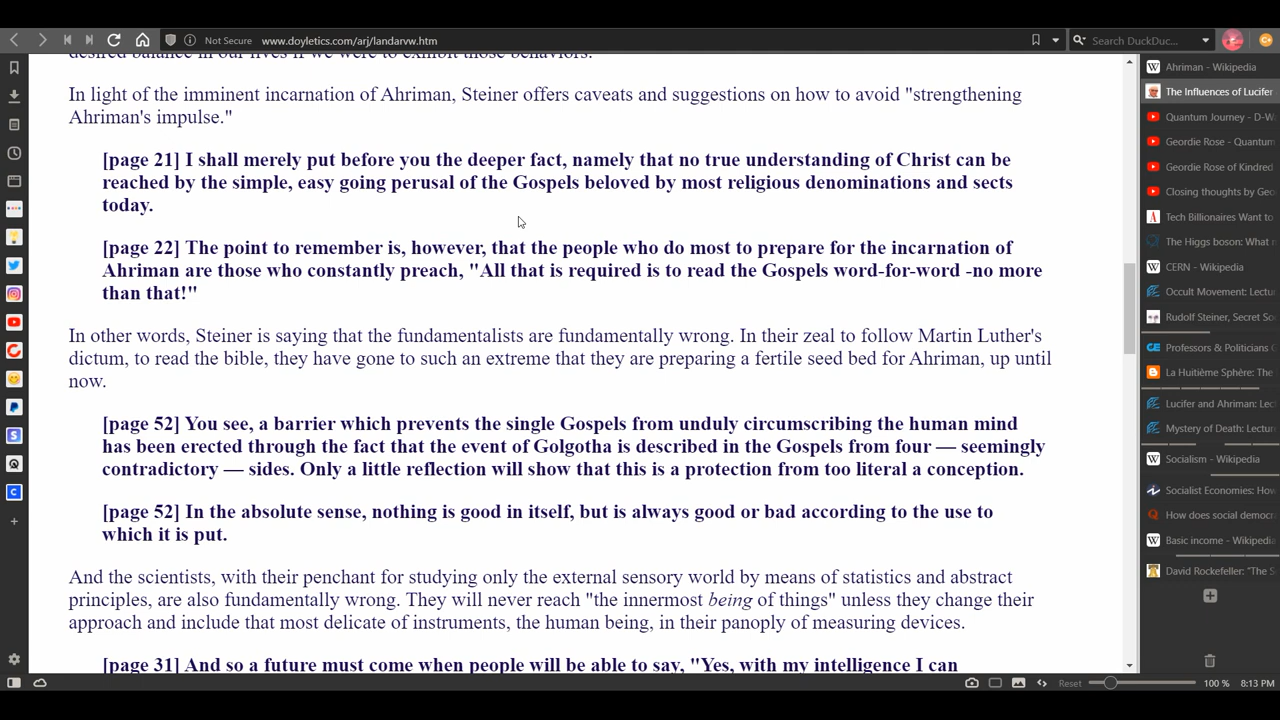 Not Secure
www.doyletics.com/arj/landarvw.htm
Search DuckDuc...
desired balance in our lives if we were to exhibit those behaviors.
In light of the imminent incarnation of Ahriman, Steiner offers caveats and suggestions on how to avoid "strengthening
Ahriman's impulse."
[page 21] I shall merely put before you the deeper fact, namely that no true understanding of Christ can be
reached by the simple, easy going perusal of the Gospels beloved by most religious denominations and sects
today.
[page 22] The point to remember is, however, that the people who do most to prepare for the incarnation of
Ahriman are those who constantly preach, "All that is required is to read the Gospels word-for-word -no more
than that!"
In other words, Steiner is saying that the fundamentalists are fundamentally wrong. In their zeal to follow Martin Luther's
dictum, to read the bible, they have gone to such an extreme that they are preparing a fertile seed bed for Ahriman, up until
now.
[page 52] You see, a barrier which prevents the single Gospels from unduly circumscribing the human mind
has been erected through the fact that the event of Golgotha is described in the Gospels from four — seemingly
contradictory — sides. Only a little reflection will show that this is a protection from too literal a conception.
[page 52] In the absolute sense, nothing is good in itself, but is always good or bad according to the use to
which it is put.
And the scientists, with their penchant for studying only the external sensory world by means of statistics and abstract
principles, are also fundamentally wrong. They will never reach "the innermost being of things" unless they change their
approach and include that most delicate of instruments, the human being, in their panoply of measuring devices.
[page 31] And so a future must come when people will be able to say, "Yes, with my intelligence I can
Ahriman - Wikipedia
The Influences of Lucifer
Quantum Journey - D-W
Geordie Rose - Quantum
Geordie Rose of Kindred
Closing thoughts by Geo
Tech Billionaires Want to
The Higgs boson: What
CERN - Wikipedia
Occult Movement: Lectu
Rudolf Steiner, Secret So
Professors & Politicians
La Huitième Sphère: The
Lucifer and Ahriman: Lec
Mystery of Death: Lectur
Socialism - Wikipedia
Socialist Economies: How
How does social democr
Basic income - Wikipedia
David Rockefeller: "The S
Reset
100 %
8:13 PM